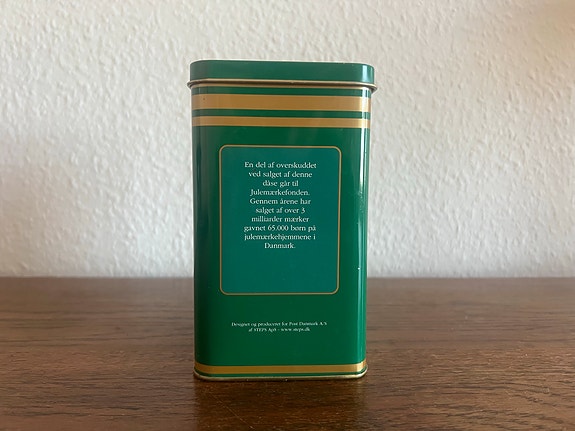 En del af overskuddet
ved salget af denne
dåse går til
Julemærkefonden.
Gennem årene har
salget af over 3
milliarder mærker
gavnet 65.000 børn på
julemærkehjemmene i
Danmark.
Designet og produceret for Post Danmark A/S
af STEPS ApS - www.steps.dk